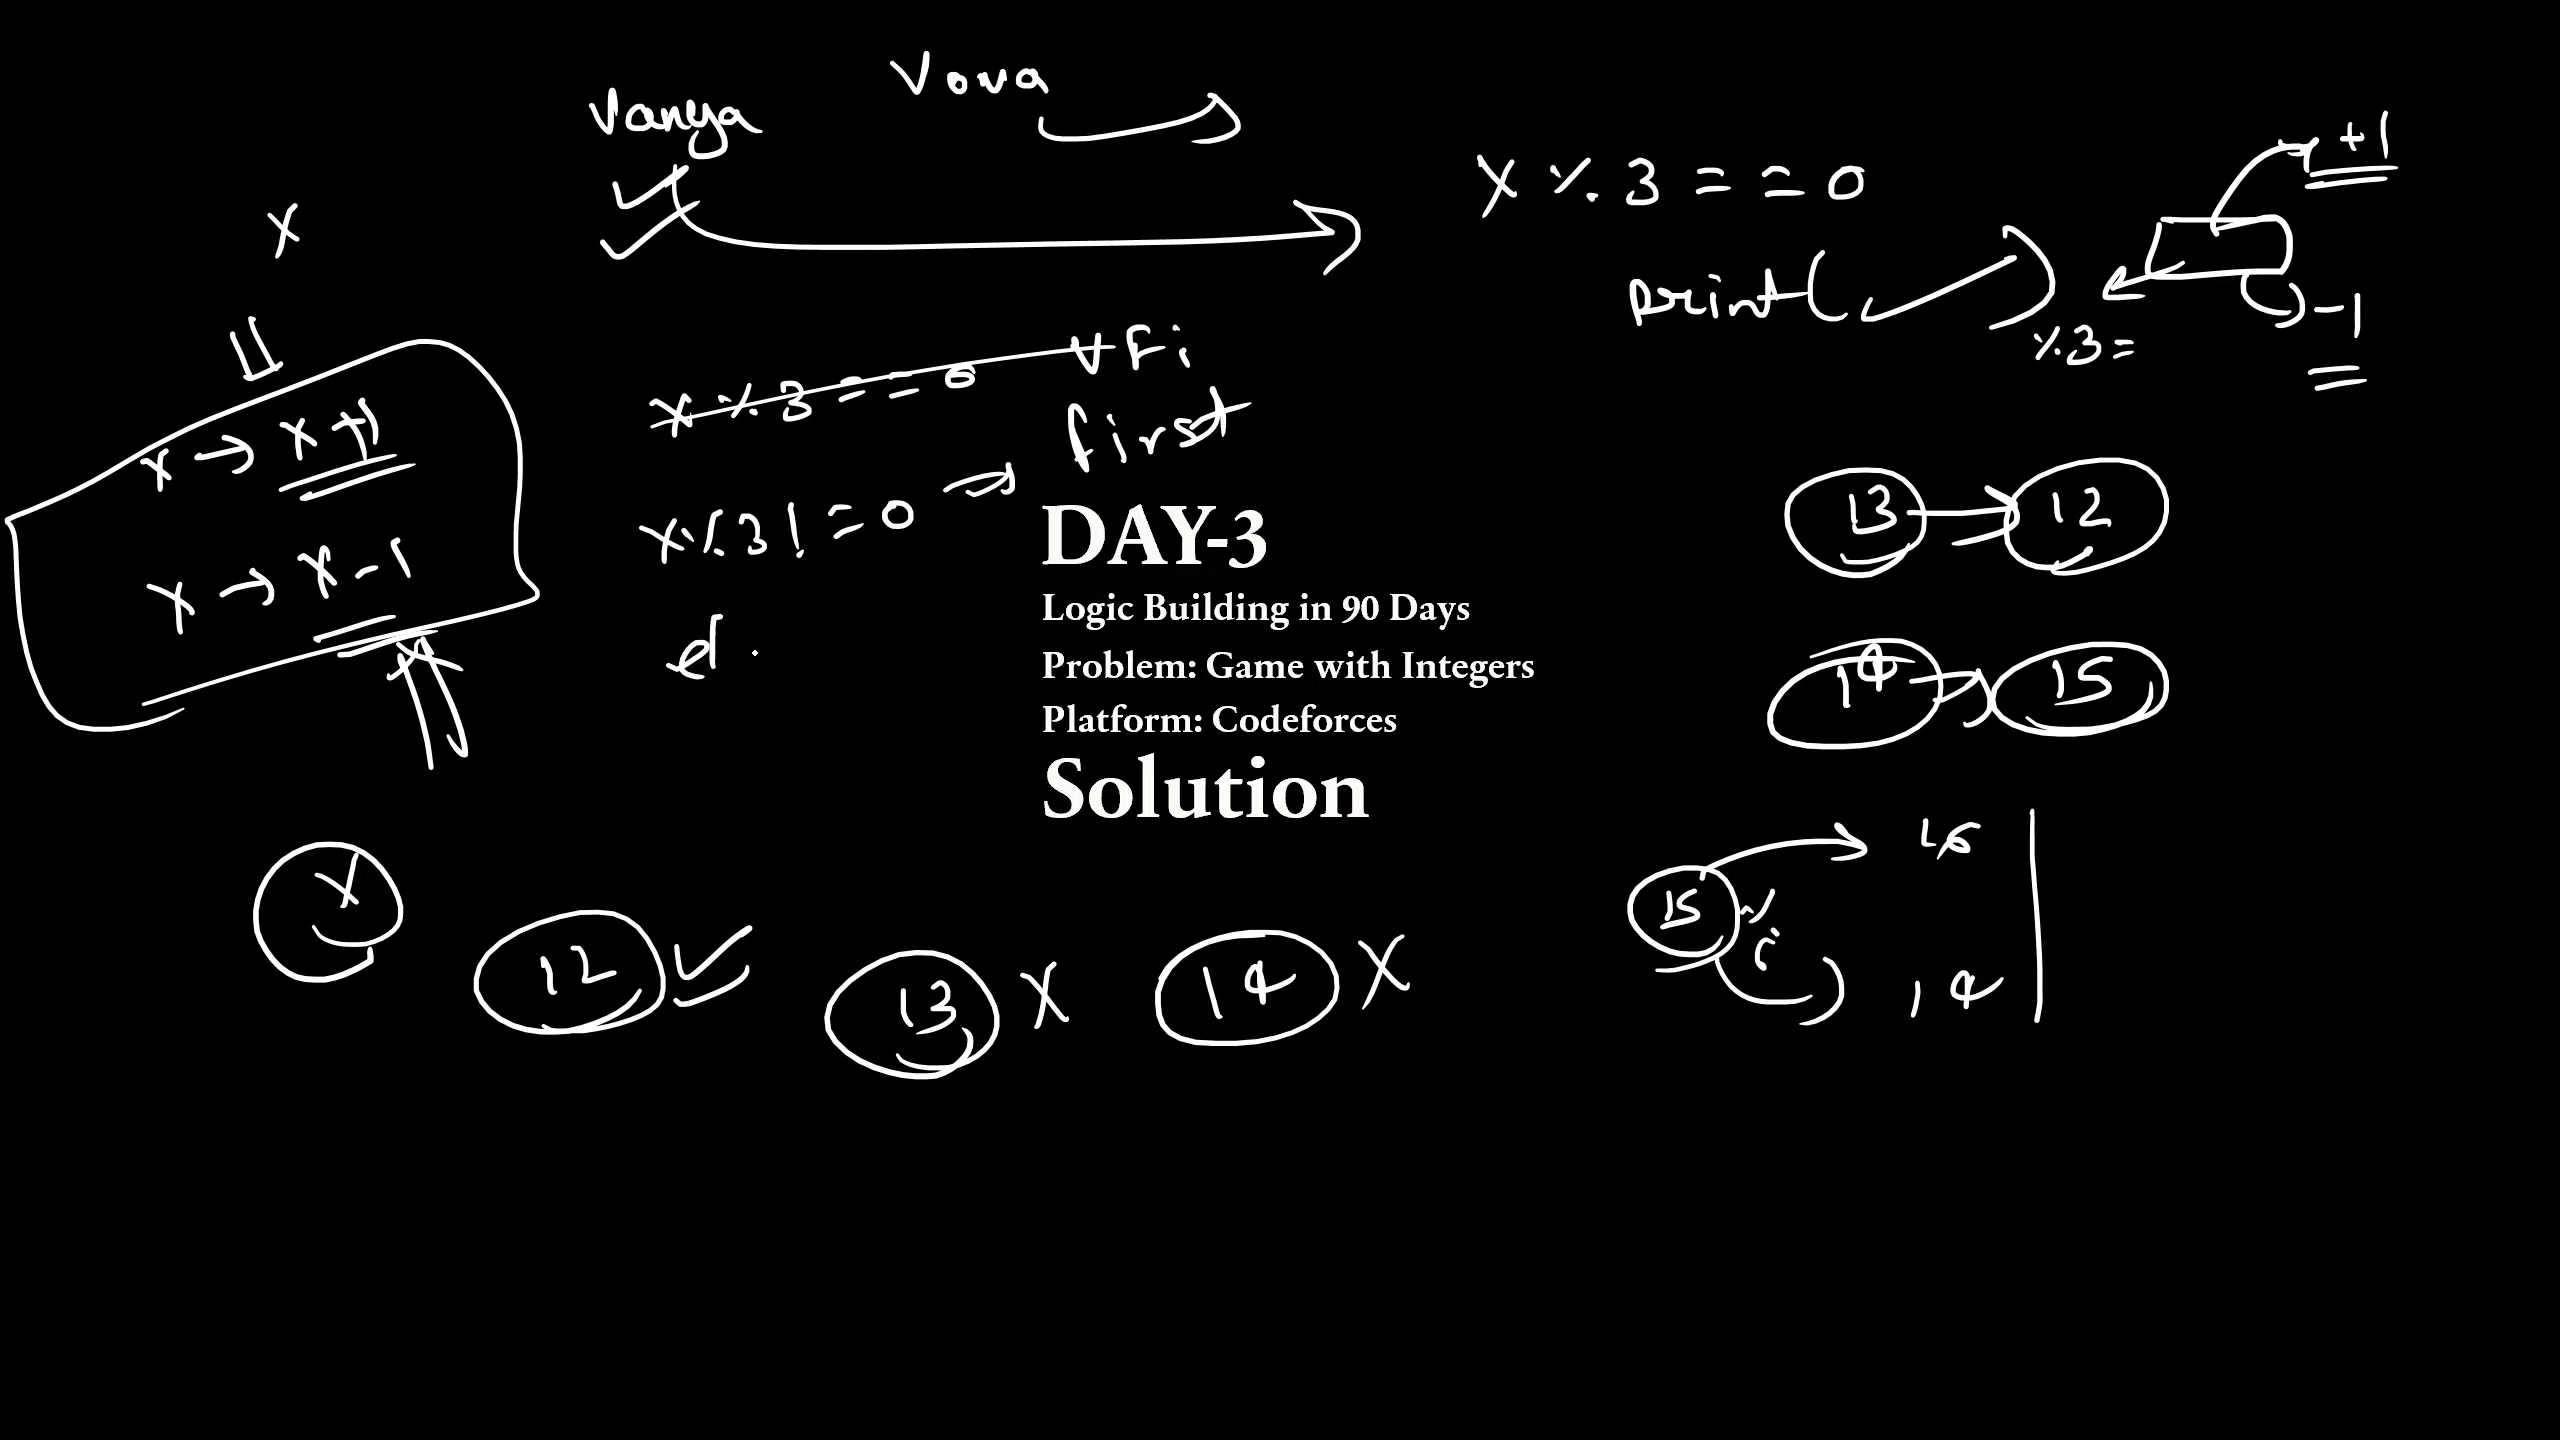 Vanya
Vova
X
X → X+1
X → X-1
X % 3 == 0
first
X % 3 != 0 →
X % 3 == 0
print( )
+1
-1
% 3 =
DAY-3
Logic Building in 90 Days
Problem: Game with Integers
Platform: Codeforces
Solution
13 → 12
14 → 15
15
14
X
12
13 X
14 X